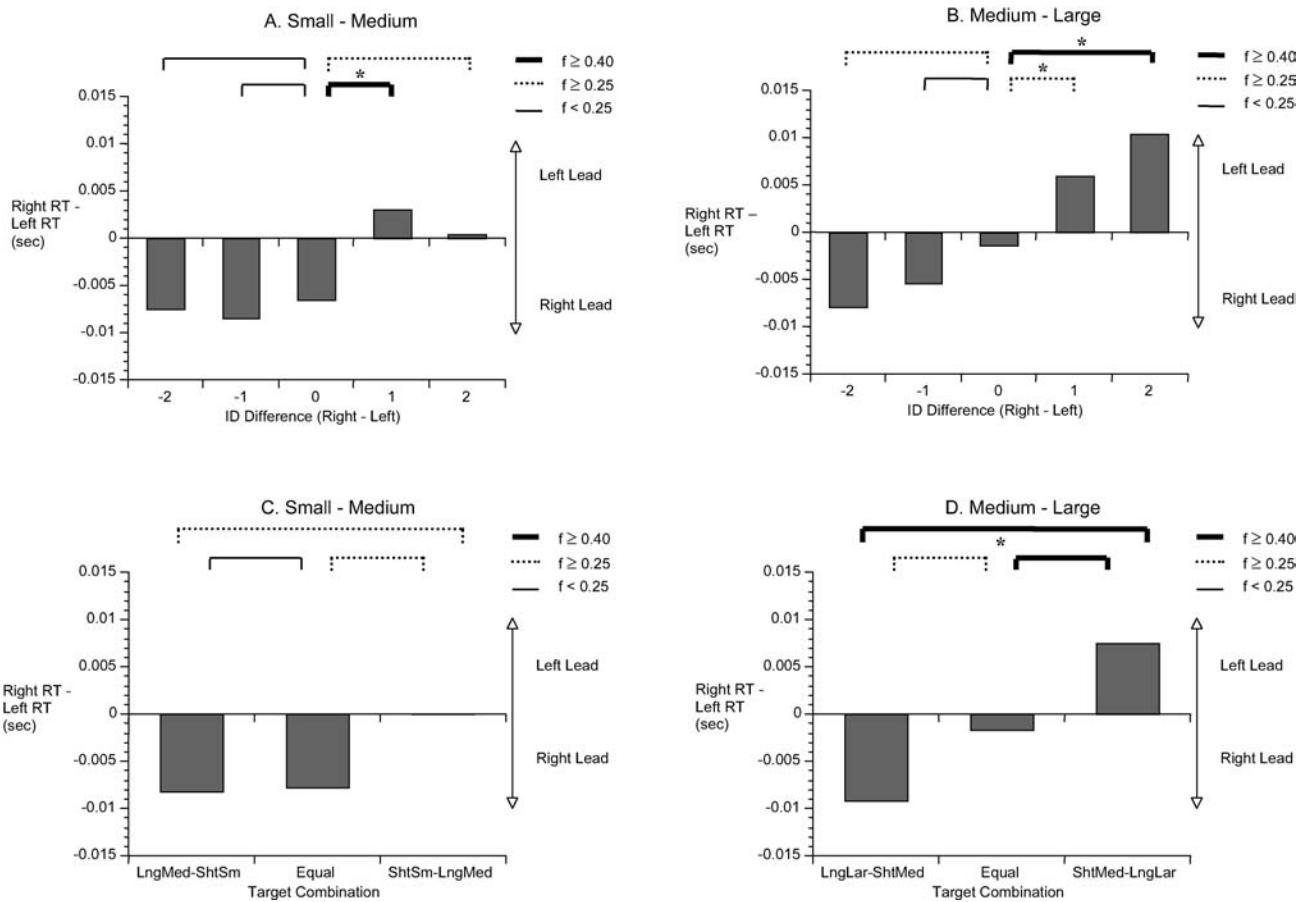 A. Small - Medium
*
f ≥ 0.40
f ≥ 0.25
f < 0.25
0.015
0.01
0.005
0
-0.005
-0.01
-0.015
Right RT -
Left RT
(sec)
Left Lead
Right Lead
-2 -1 0 1 2
ID Difference (Right - Left)
B. Medium - Large
*
*
f ≥ 0.40
f ≥ 0.25
f < 0.25
0.015
0.01
0.005
0
-0.005
-0.01
-0.015
Right RT –
Left RT
(sec)
Left Lead
Right Lead
-2 -1 0 1 2
ID Difference (Right - Left)
C. Small - Medium
f ≥ 0.40
f ≥ 0.25
f < 0.25
0.015
0.01
0.005
0
-0.005
-0.01
-0.015
Right RT -
Left RT
(sec)
Left Lead
Right Lead
LngMed-ShtSm Equal ShtSm-LngMed
Target Combination
D. Medium - Large
*
f ≥ 0.40
f ≥ 0.25
f < 0.25
0.015
0.01
0.005
0
-0.005
-0.01
-0.015
Right RT -
Left RT
(sec)
Left Lead
Right Lead
LngLar-ShtMed Equal ShtMed-LngLar
Target Combination